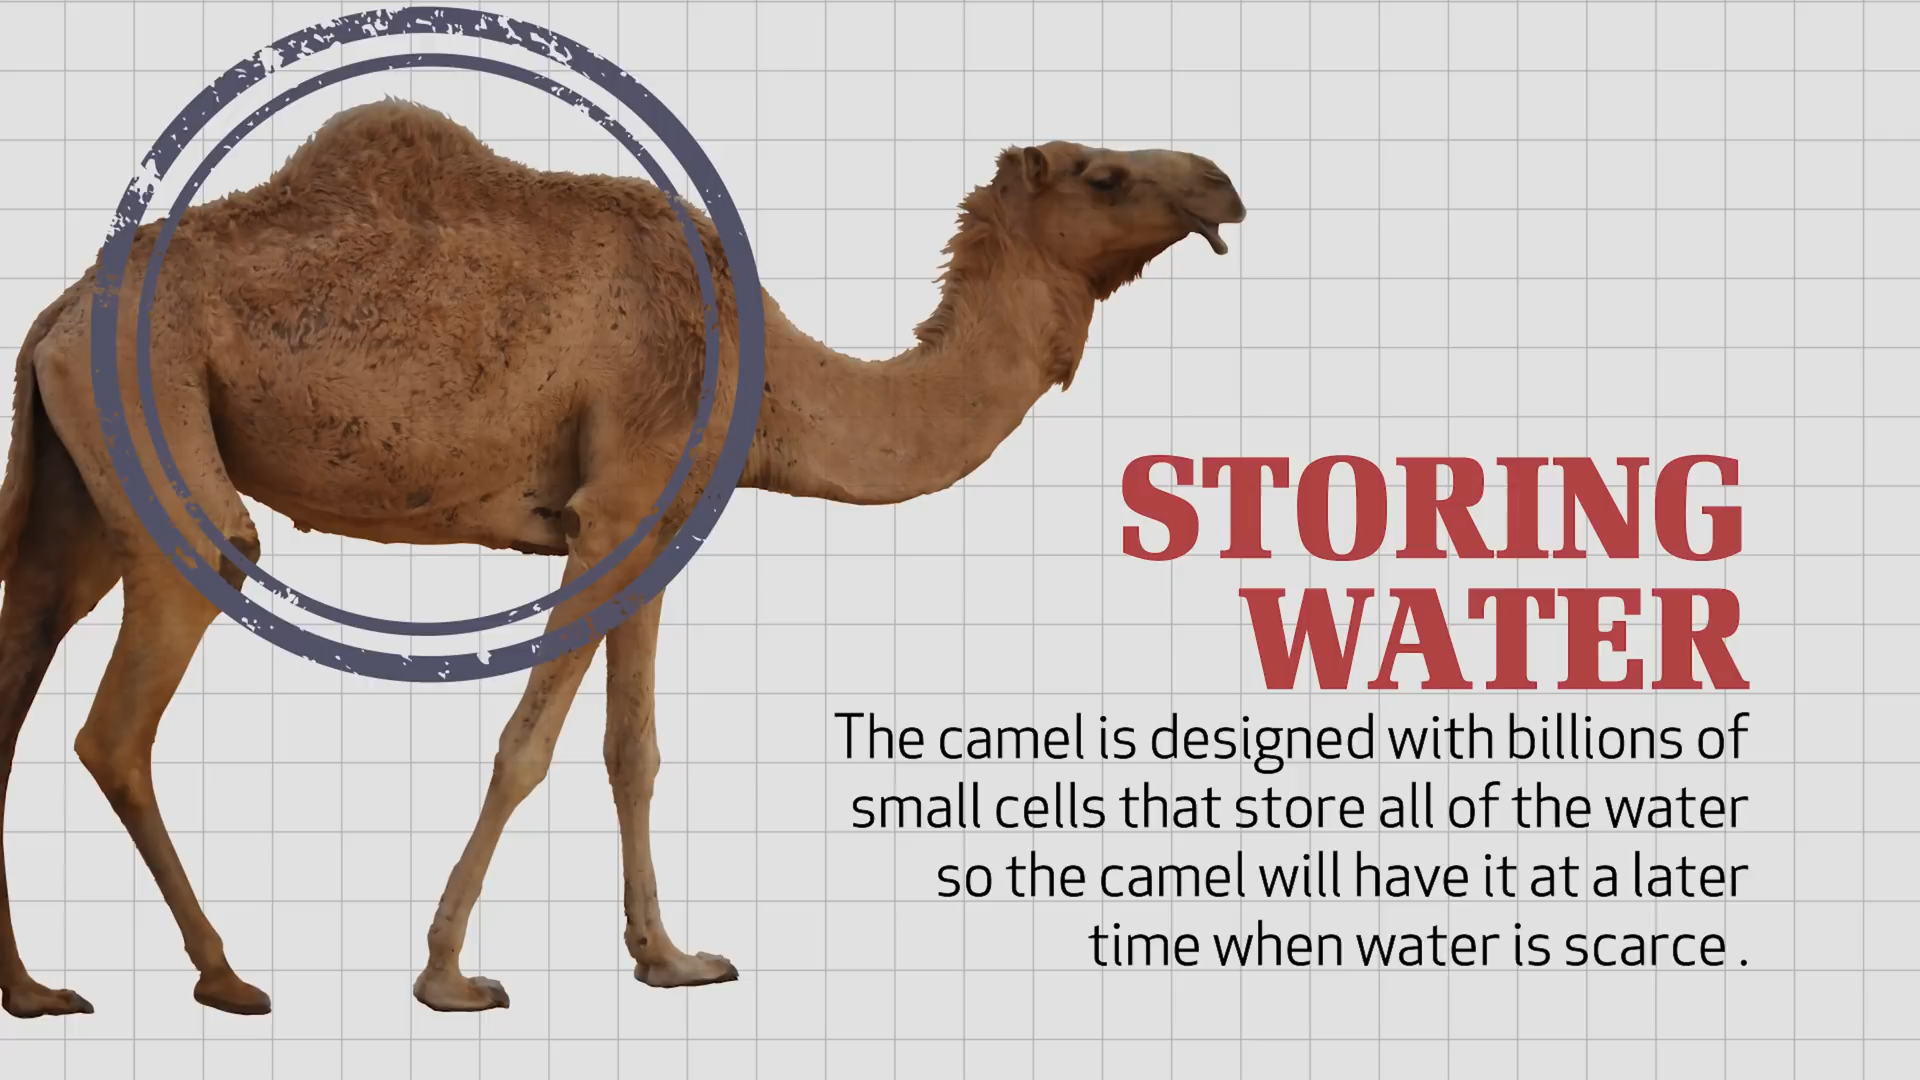 STORING
WATER
The camel is designed with billions of
small cells that store all of the water
so the camel will have it at a later
time when water is scarce .